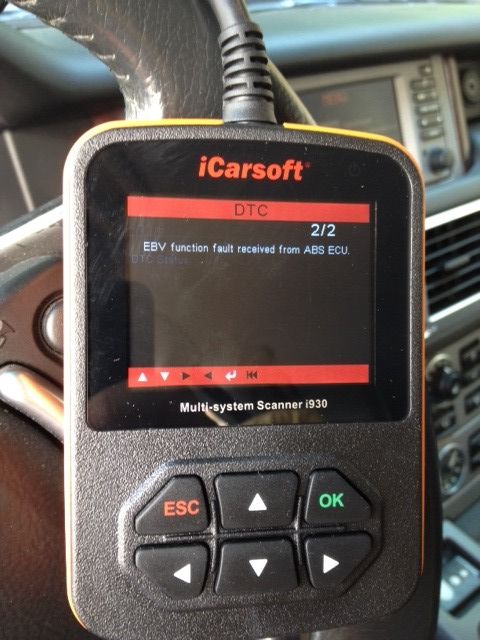 iCarsoft®
DTC
2/2
EBV function fault received from ABS ECU.
DTC Status
Multi-system Scanner i930
ESC
OK